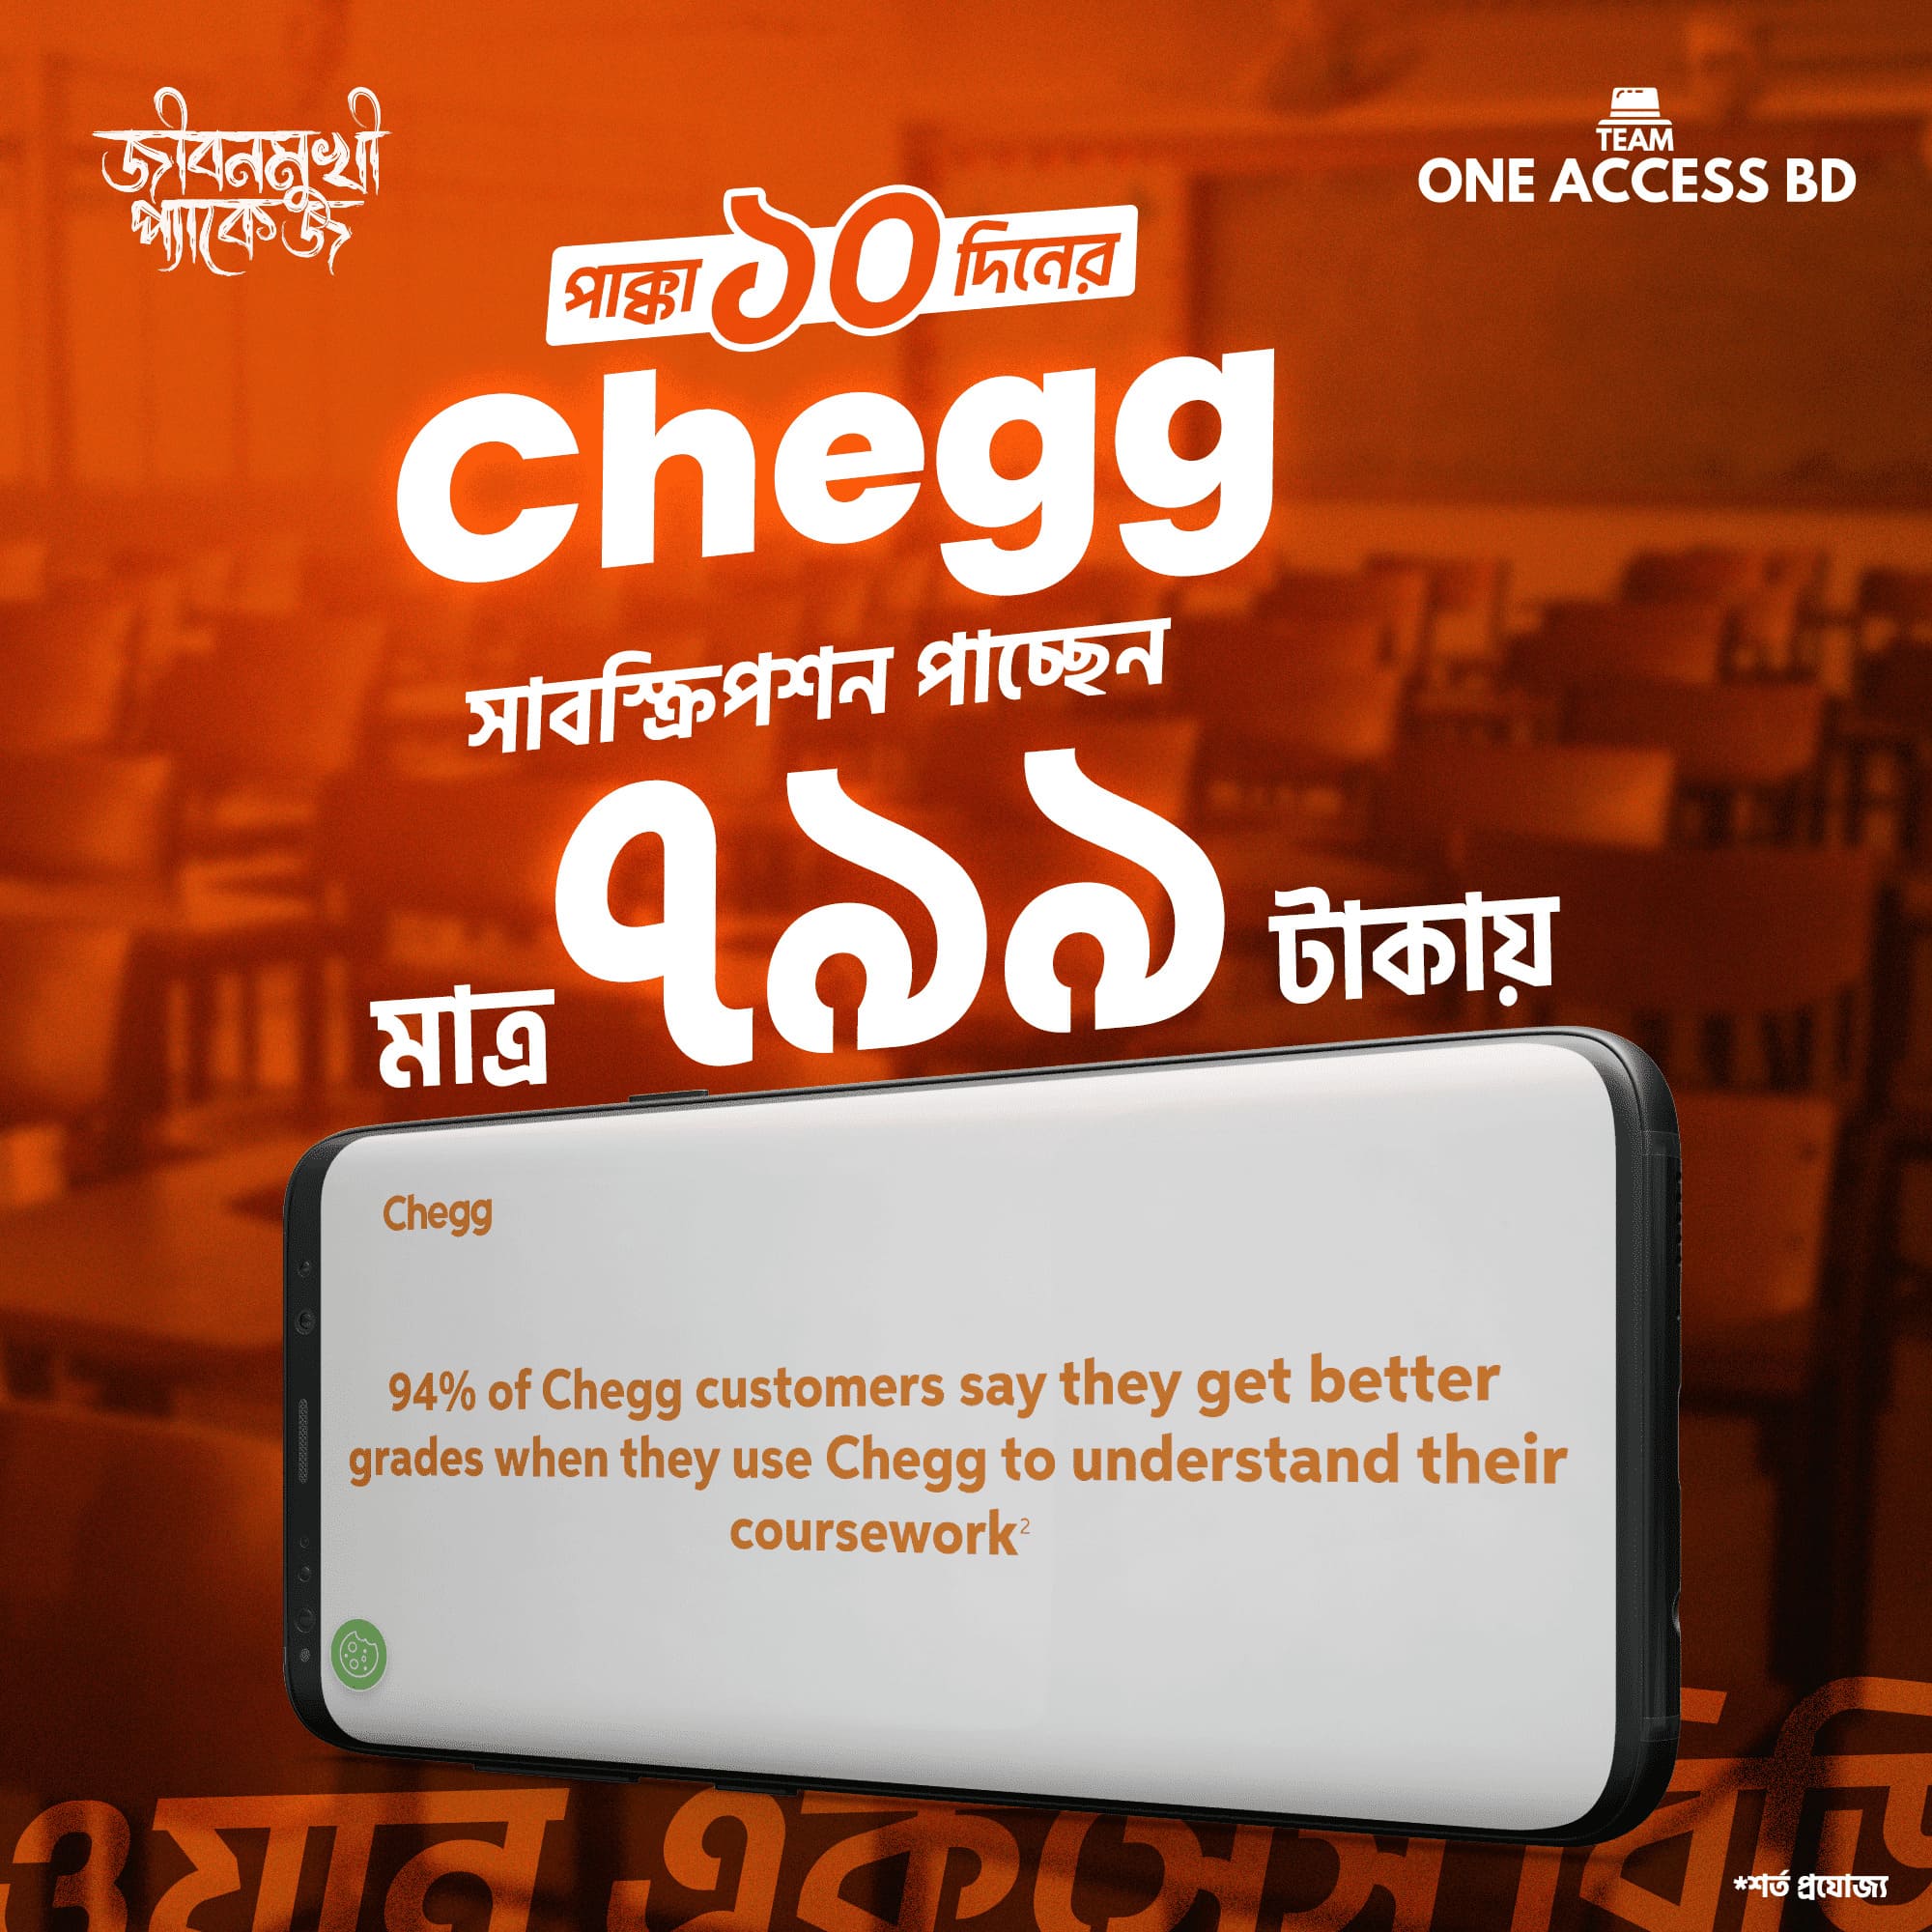 জীবনমুখী
প্যাকেজ
TEAM
ONE ACCESS BD
পাক্কা ১০ দিনের
chegg
সাবস্ক্রিপশন পাচ্ছেন
মাত্র ৭৯৯ টাকায়
Chegg
94% of Chegg customers say they get better
grades when they use Chegg to understand their
coursework²
ওয়ান একসেস বিডি
*শর্ত প্রযোজ্য